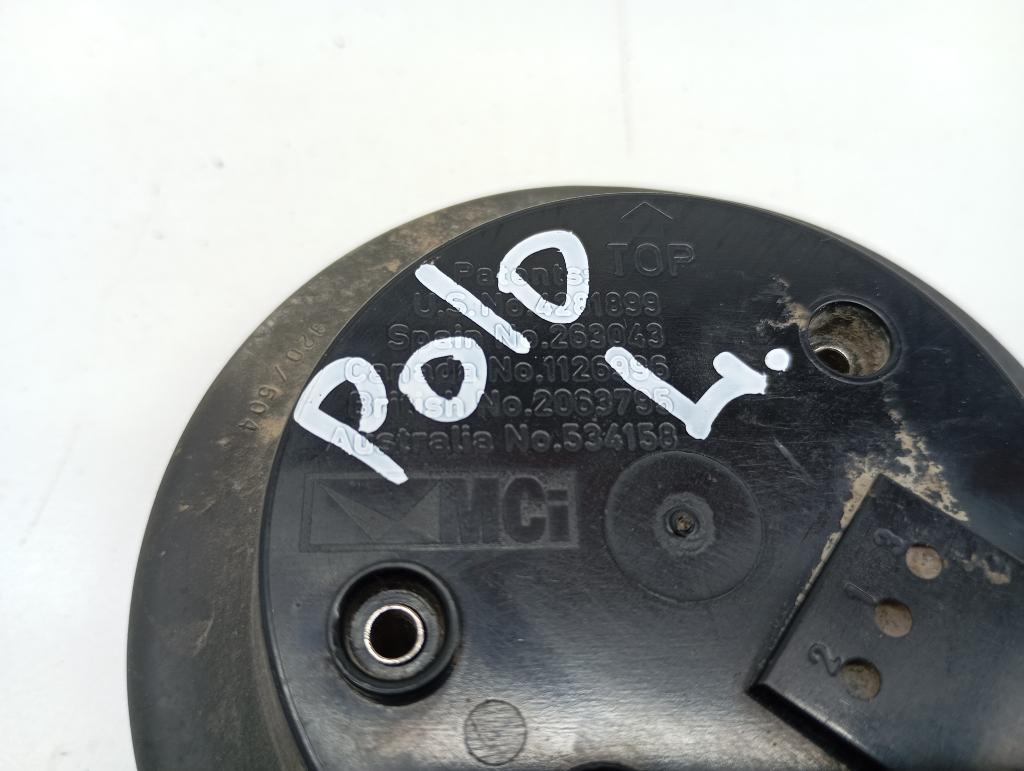 TOP
Patents:
U.S. No. 4281899
Spain No. 263043
Canada No. 1126996
British No. 2063795
Australia No. 534158
MCi
POlO
L.
920 / 604
3
1
2